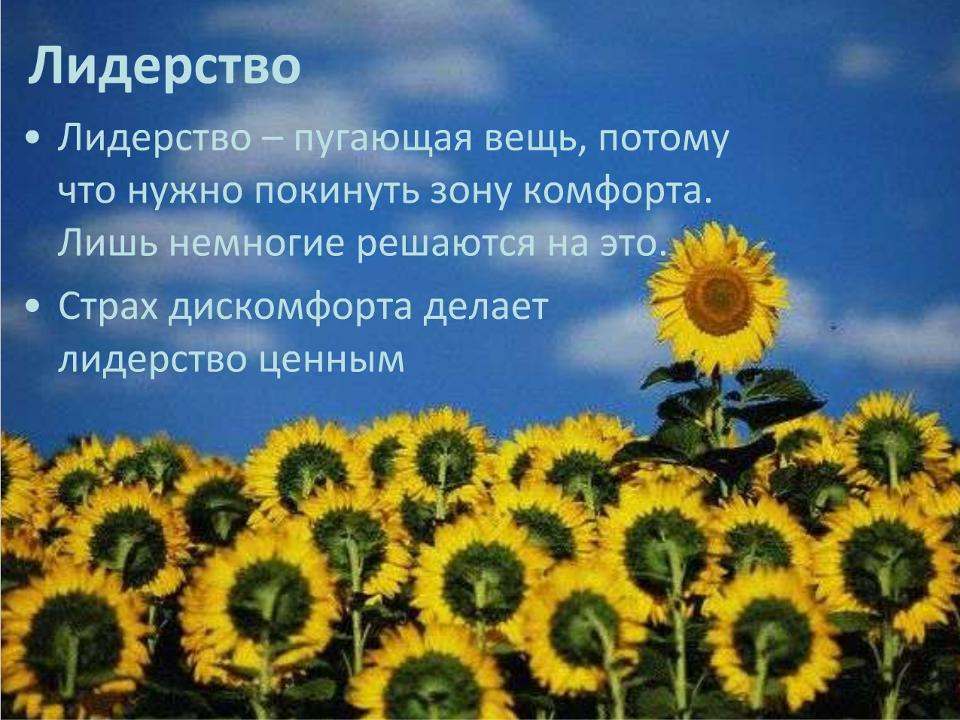 Лидерство
• Лидерство – пугающая вещь, потому
что нужно покинуть зону комфорта.
Лишь немногие решаются на это.
• Страх дискомфорта делает
лидерство ценным